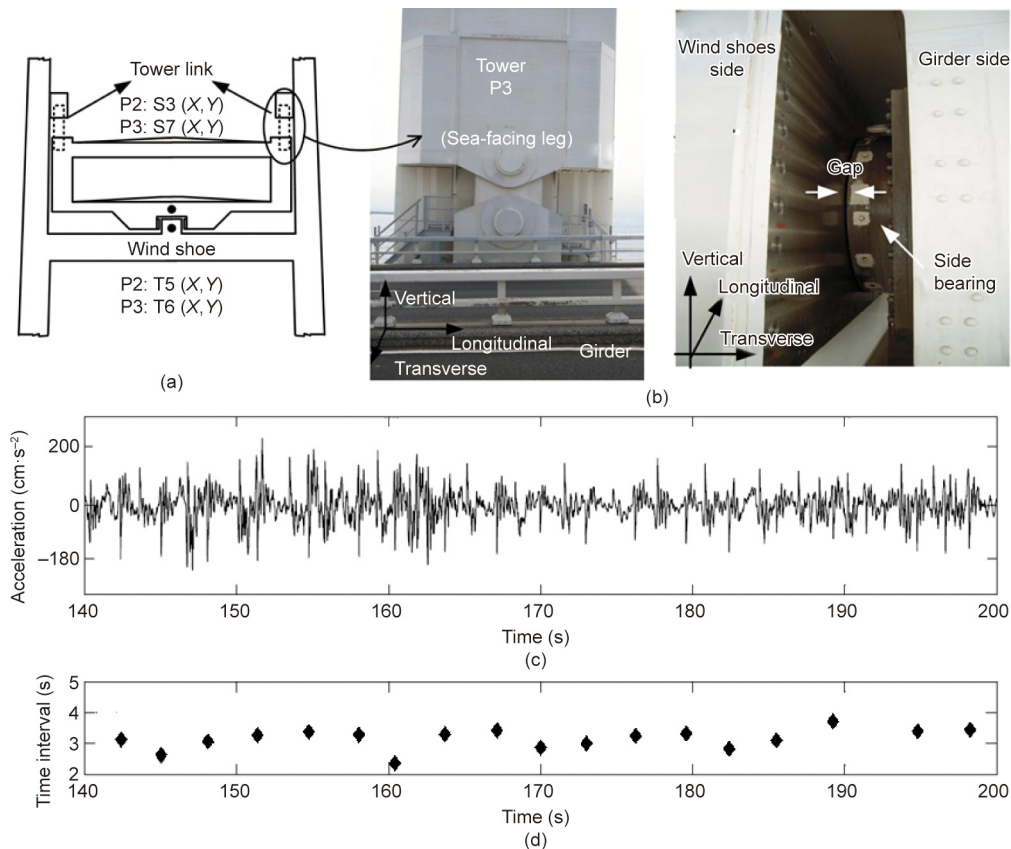 Tower link
P2: S3 (X, Y)
P3: S7 (X, Y)
Wind shoe
P2: T5 (X, Y)
P3: T6 (X, Y)
(a)
Tower
P3
(Sea-facing leg)
Vertical
Longitudinal
Transverse
Girder
Wind shoes
side
Girder side
Gap
Side
bearing
Vertical
Longitudinal
Transverse
(b)
Acceleration (cm·s⁻²)
200
0
−180
140 150 160 170 180 190 200
Time (s)
(c)
Time interval (s)
5
4
3
2
140 150 160 170 180 190 200
Time (s)
(d)